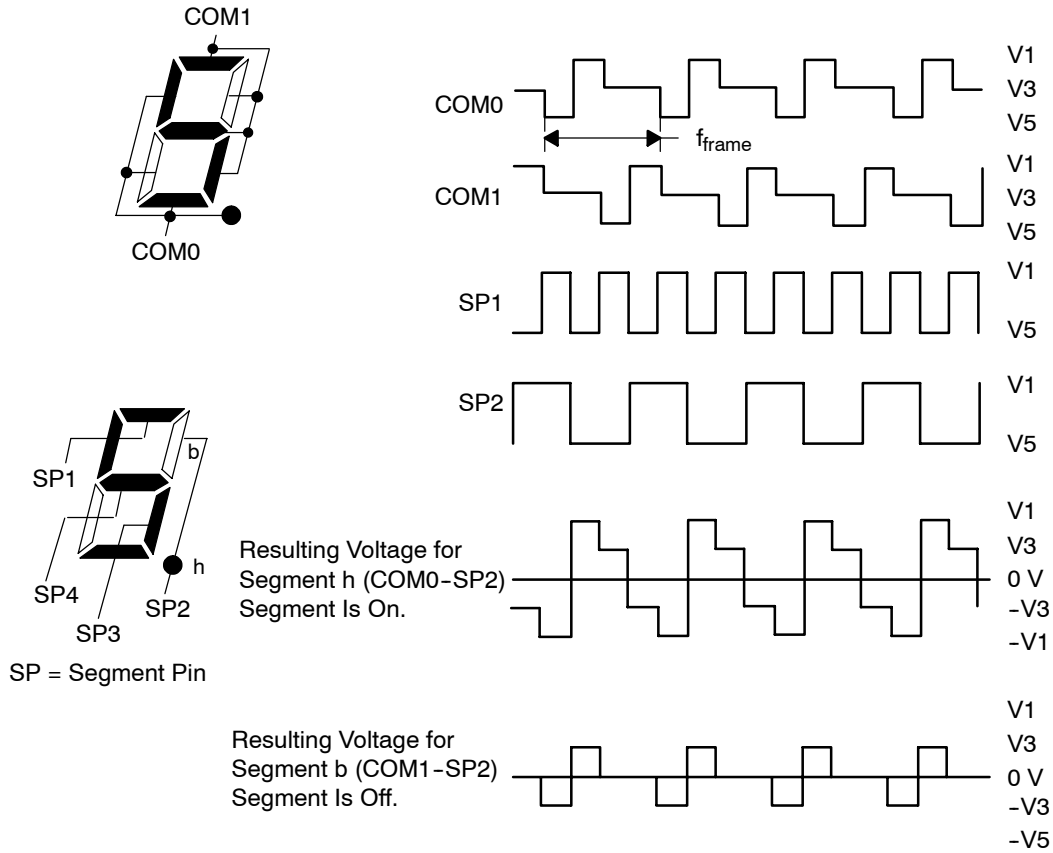 COM1
COM0
COM0
V1
V3
V5
f frame
COM1
V1
V3
V5
SP1
V1
V5
SP2
V1
V5
b
SP1
h
SP4
SP2
SP3
SP = Segment Pin
Resulting Voltage for
Segment h (COM0-SP2)
Segment Is On.
V1
V3
0 V
-V3
-V1
Resulting Voltage for
Segment b (COM1-SP2)
Segment Is Off.
V1
V3
0 V
-V3
-V5